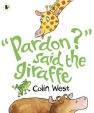 "Pardon?"
said the
giraffe
Colin West